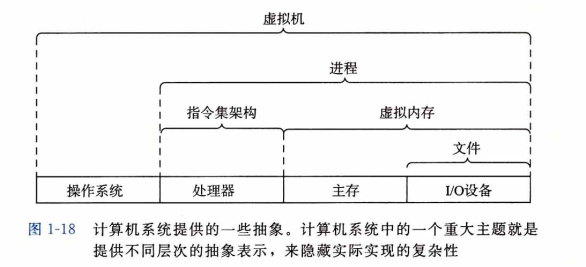 虚拟机
进程
指令集架构 虚拟内存
文件
操作系统 处理器 主存 I/O设备
图 1-18 计算机系统提供的一些抽象。计算机系统中的一个重大主题就是
提供不同层次的抽象表示，来隐藏实际实现的复杂性